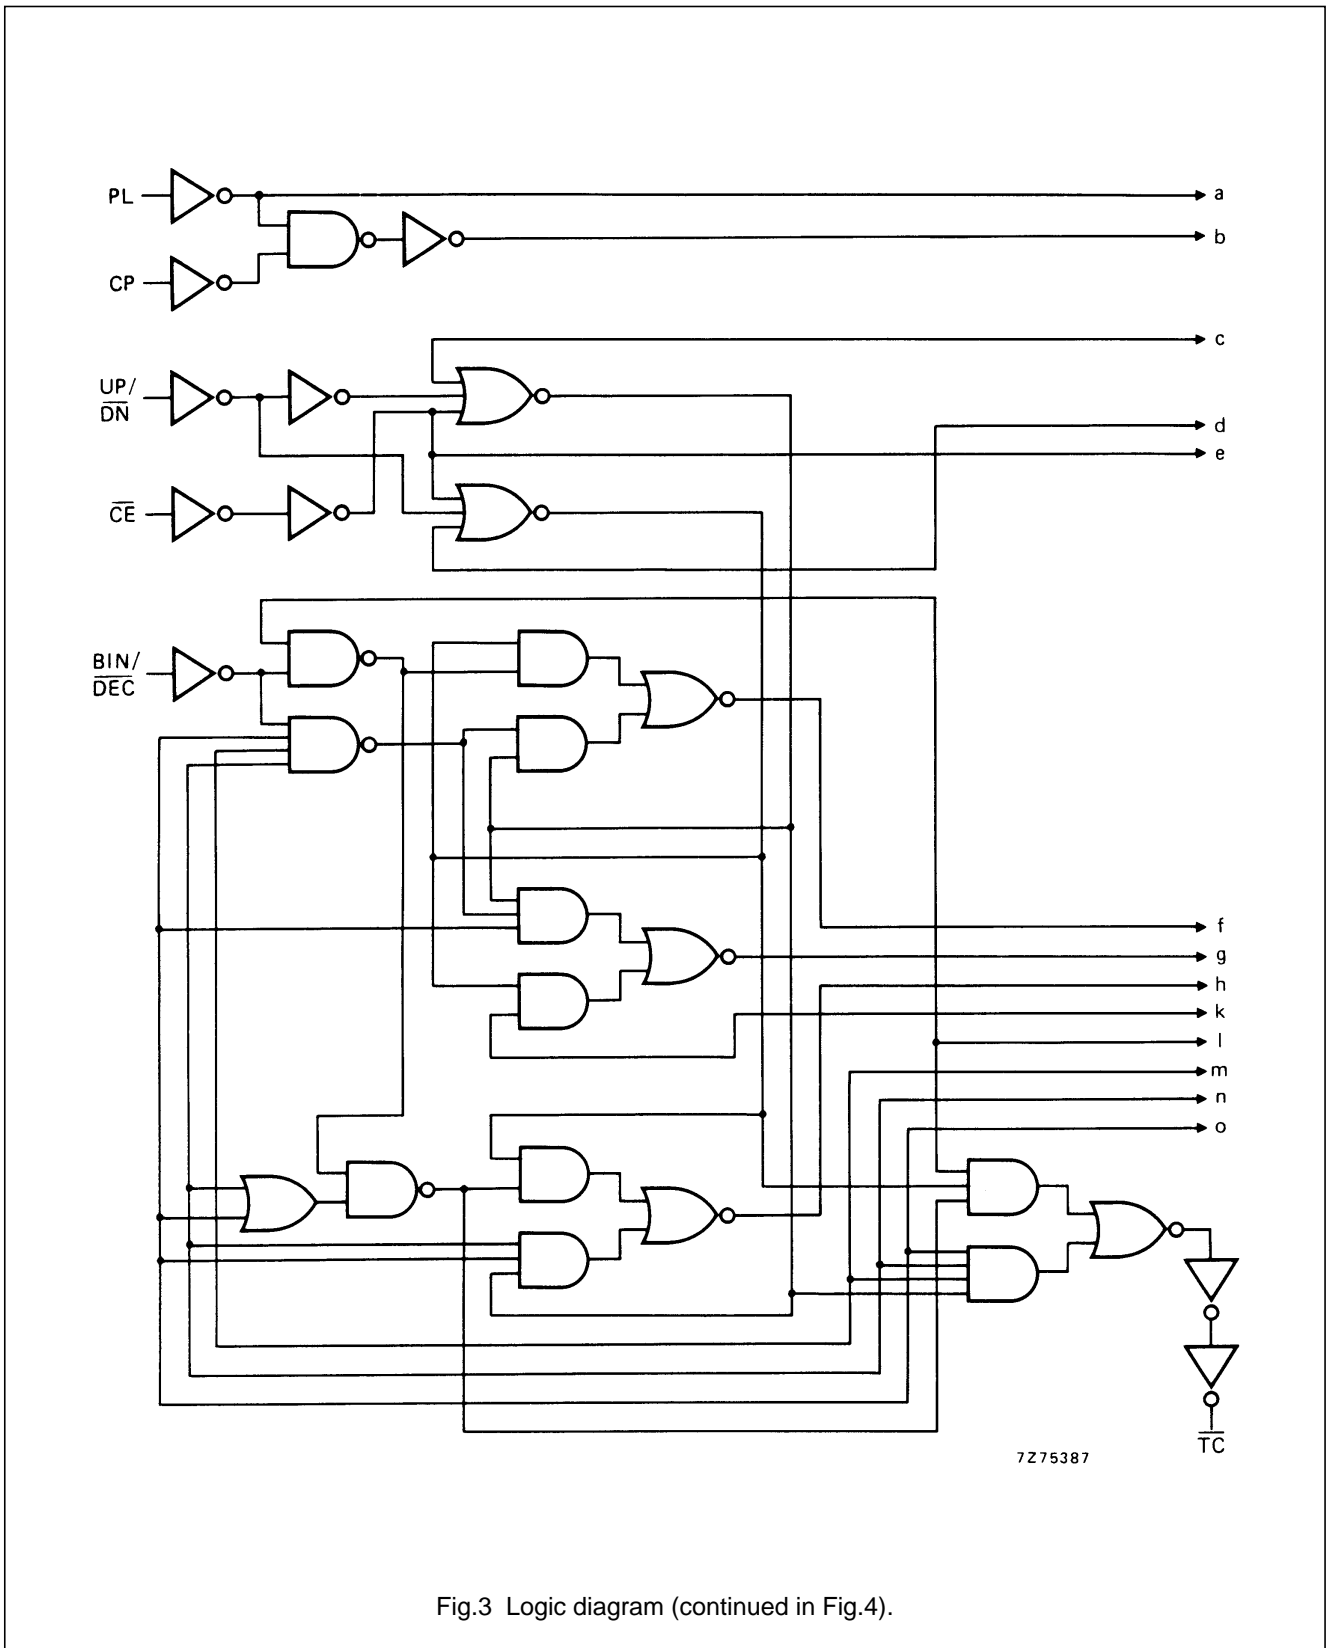 PL
a
b
CP
c
UP/
DN
d
e
CE
BIN/
DEC
f
g
h
k
l
m
n
o
TC
7Z75387
Fig.3 Logic diagram (continued in Fig.4).